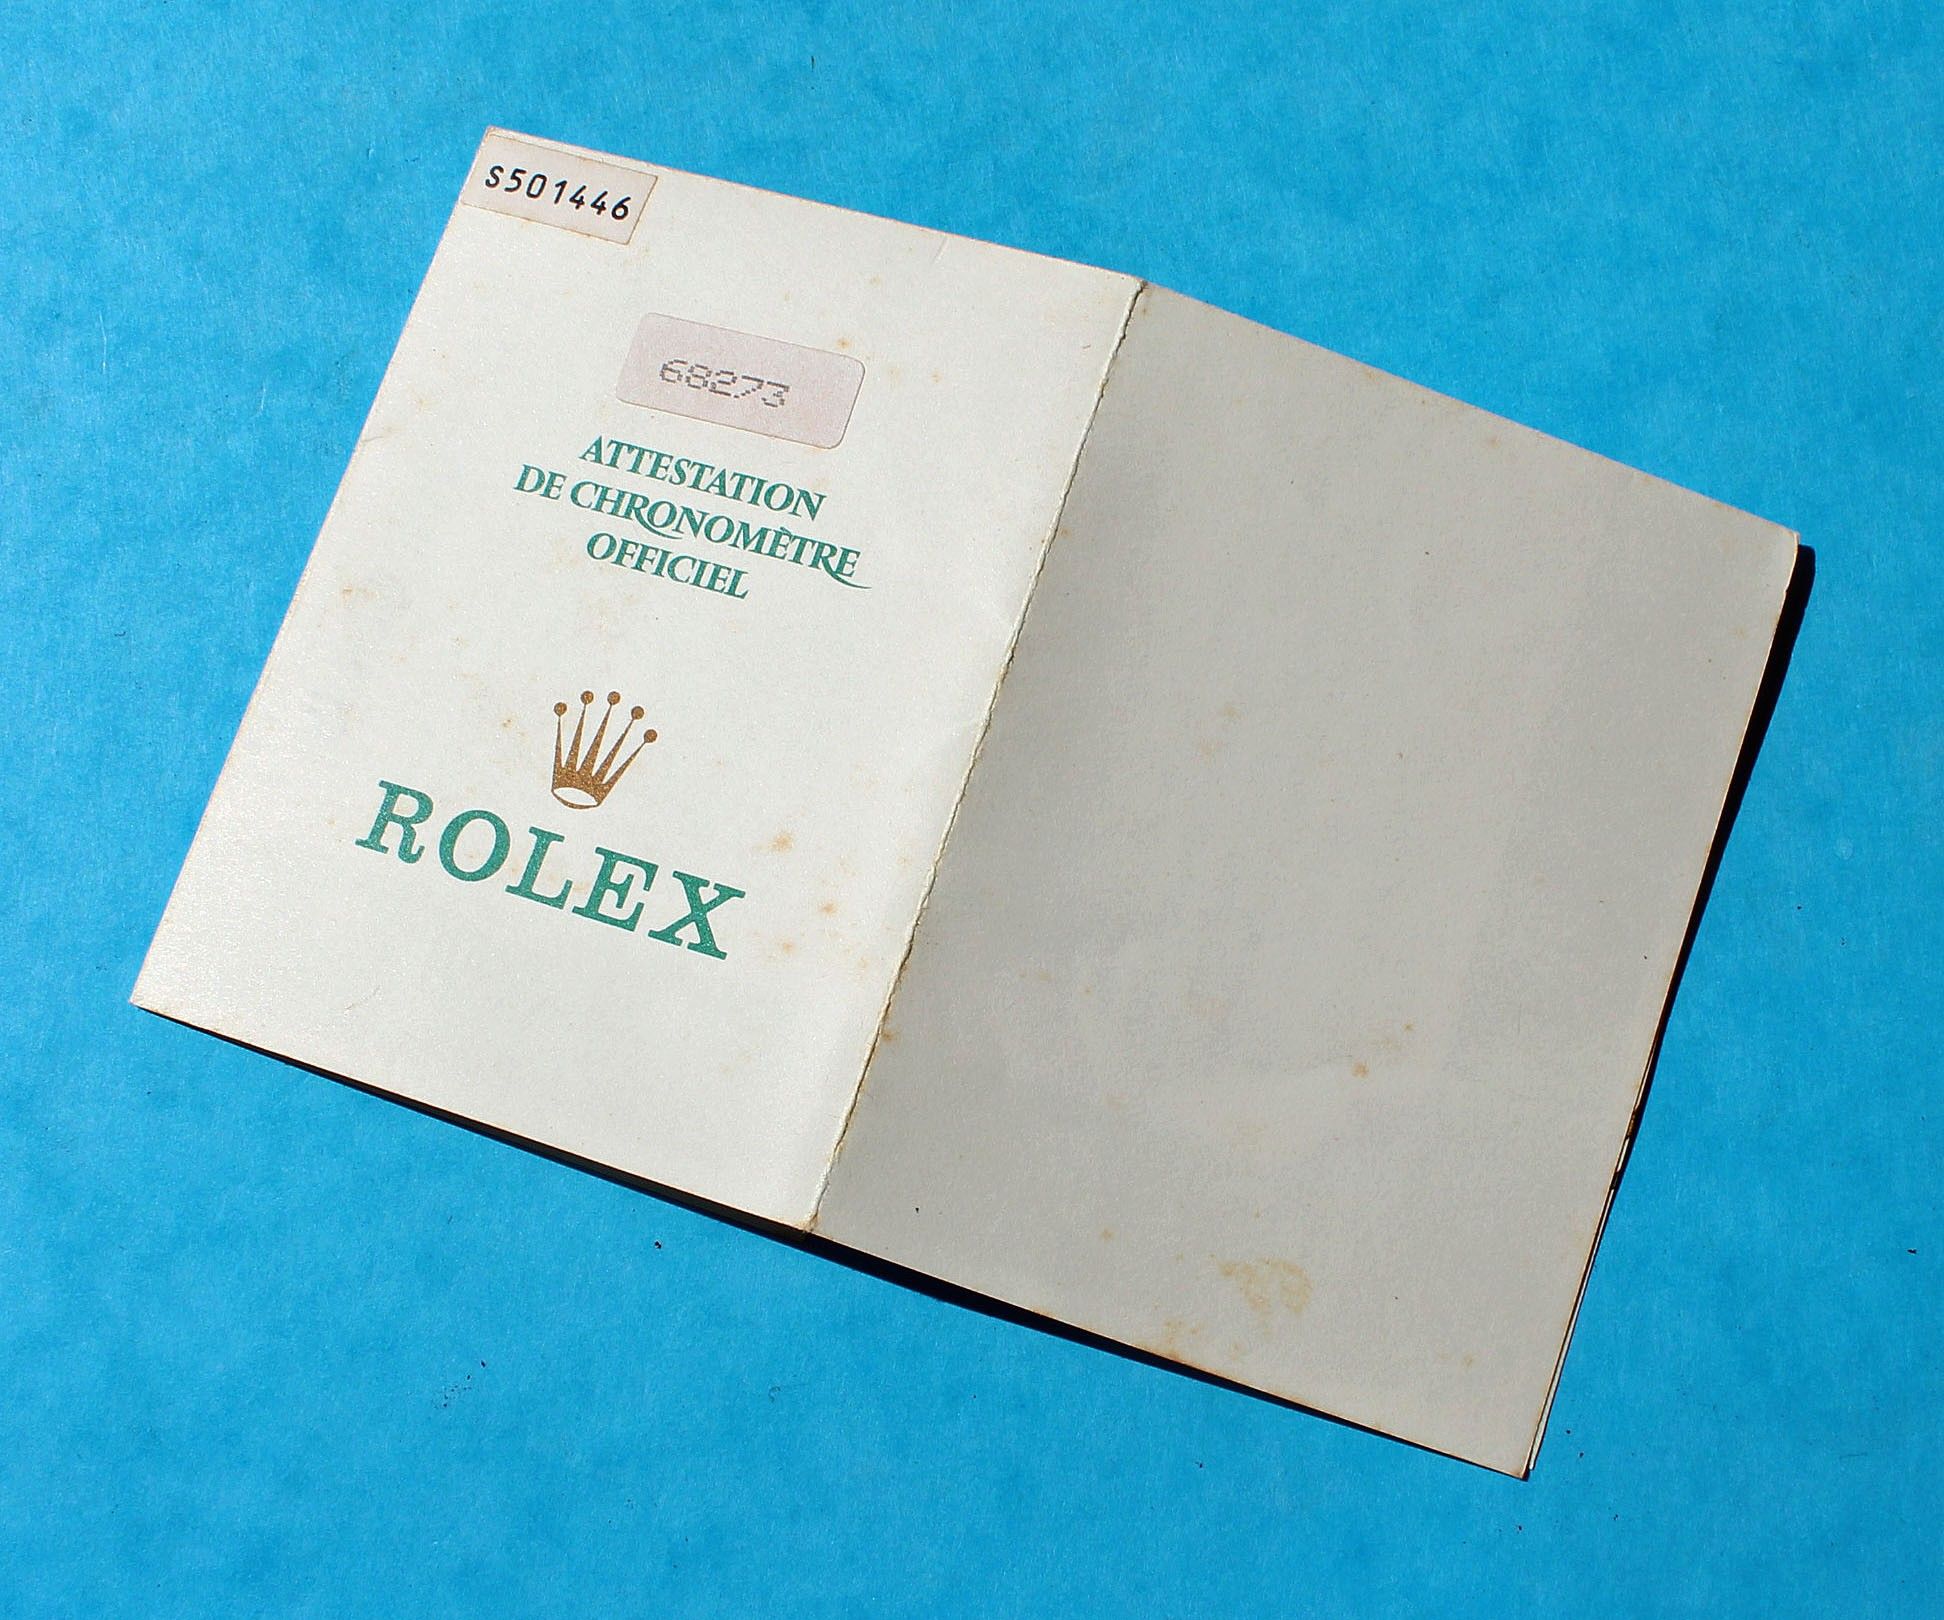 S501446
68273
ATTESTATION
DE CHRONOMÈTRE
OFFICIEL
ROLEX